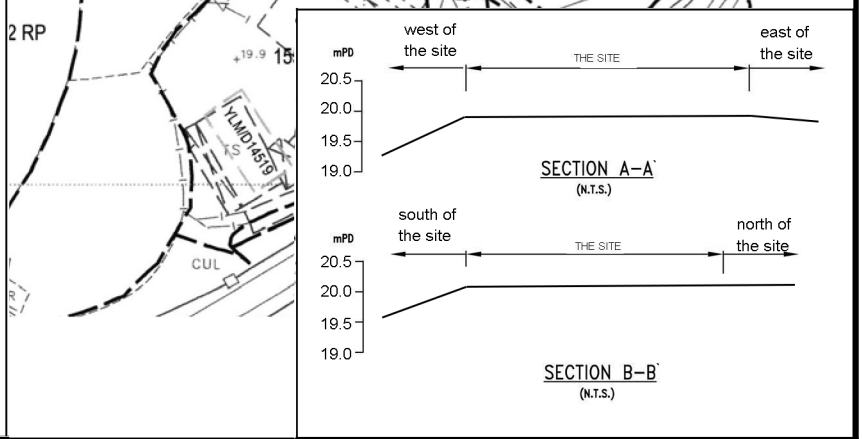 2 RP
+19.9
15
YLM/D14519
TS
CUL
R
west of
the site
east of
the site
mPD
THE SITE
20.5
20.0
19.5
19.0
SECTION A-A`
(N.T.S.)
south of
the site
north of
the site
mPD
THE SITE
20.5
20.0
19.5
19.0
SECTION B-B`
(N.T.S.)